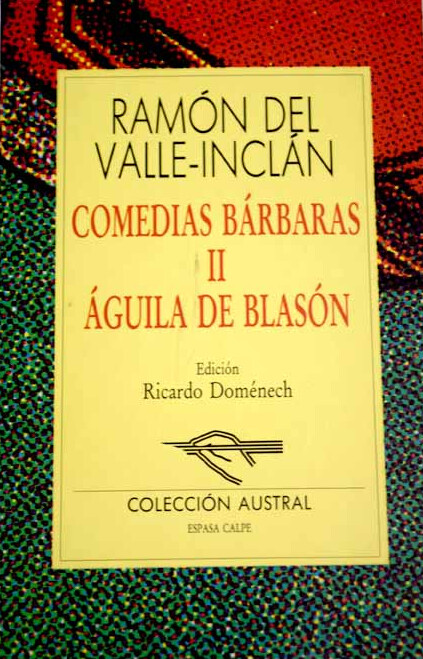 RAMÓN DEL
VALLE-INCLÁN
COMEDIAS BÁRBARAS
II
ÁGUILA DE BLASÓN
Edición
Ricardo Doménech
COLECCIÓN AUSTRAL
ESPASA CALPE